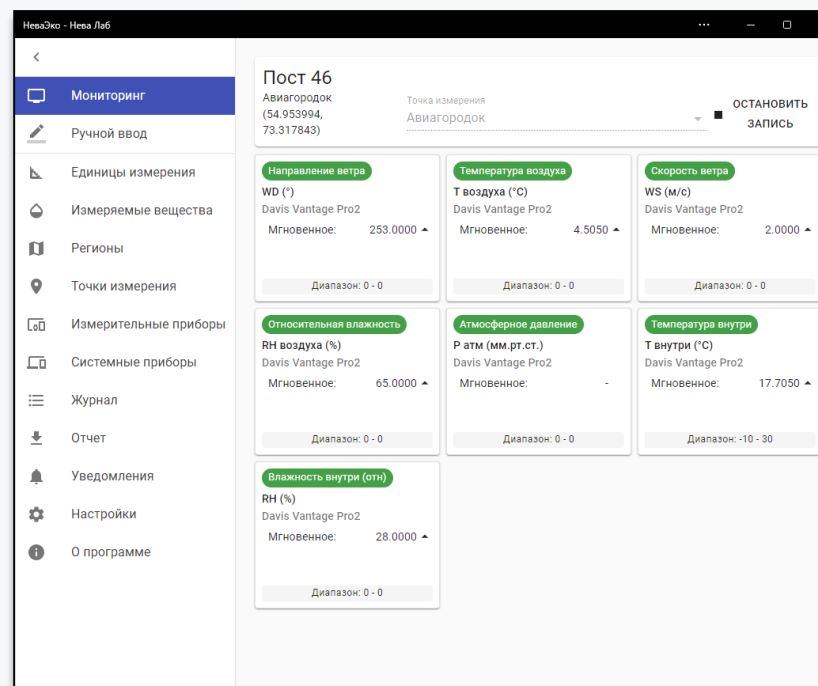 НеваЭко - Нева Лаб
Мониторинг
Ручной ввод
Единицы измерения
Измеряемые вещества
Регионы
Точки измерения
Измерительные приборы
Системные приборы
Журнал
Отчет
Уведомления
Настройки
О программе
Пост 46
Авиагородок
(54.953994,
73.317843)
Точка измерения
Авиагородок
ОСТАНОВИТЬ
ЗАПИСЬ
Направление ветра
WD (°)
Davis Vantage Pro2
Мгновенное: 253.0000
Диапазон: 0 - 0
Температура воздуха
Т воздуха (°C)
Davis Vantage Pro2
Мгновенное: 4.5050
Диапазон: 0 - 0
Скорость ветра
WS (м/с)
Davis Vantage Pro2
Мгновенное: 2.0000
Диапазон: 0 - 0
Относительная влажность
RH воздуха (%)
Davis Vantage Pro2
Мгновенное: 65.0000
Диапазон: 0 - 0
Атмосферное давление
Р атм (мм.рт.ст.)
Davis Vantage Pro2
Мгновенное: -
Диапазон: 0 - 0
Температура внутри
Т внутри (°C)
Davis Vantage Pro2
Мгновенное: 17.7050
Диапазон: -10 - 30
Влажность внутри (отн)
RH (%)
Davis Vantage Pro2
Мгновенное: 28.0000
Диапазон: 0 - 0